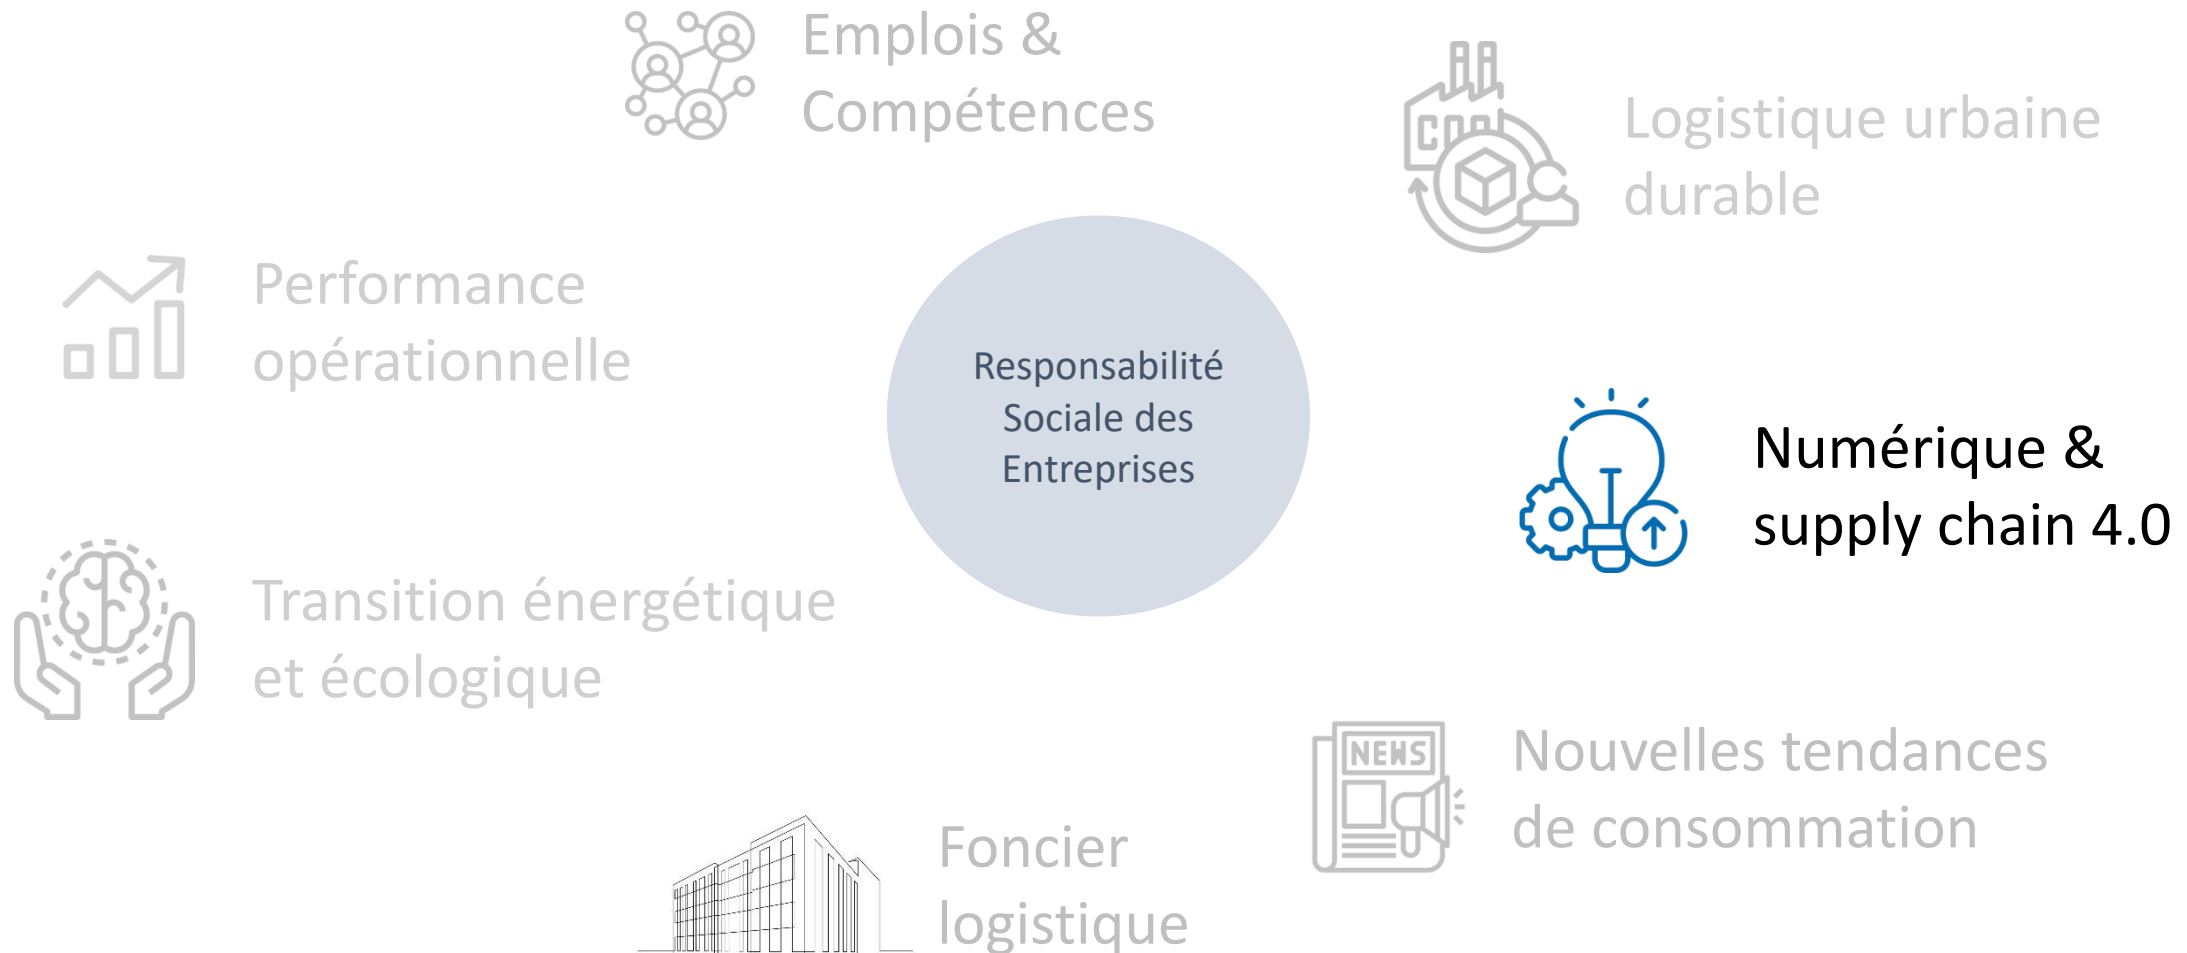 Emplois &
Compétences
Logistique urbaine
durable
Performance
opérationnelle
Responsabilité
Sociale des
Entreprises
Numérique &
supply chain 4.0
Transition énergétique
et écologique
NEWS
Nouvelles tendances
de consommation
Foncier
logistique